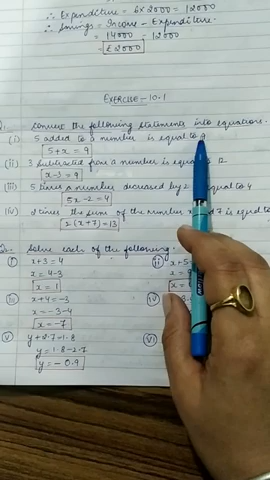 ∴ Expenditure = 6 x 2000 = 12000
∴ Savings = Income - Expenditure
= 14000 - 12000
= ₹ 2000
EXERCISE-10.1
convert the following statements into equations.
(i) 5 added to a number is equal to 9
5 + x = 9
(ii) 3 subtracted from a number is equal 12
x-3 = 9
(iii) 5 times a number decreased by 2 equal to 4
5x - 2 = 4
(iv) 2 times the sum of the number x and 7 is equal to
2(x+7) = 13
Solve each of the following
(i) x + 3 = 4
x = 4-3
x = 1
(ii) x + 5
x = 9
(iii) x + 4 = -3
x = -3 - 4
x = -7
(iv)
(v) y + 2.7 = 1.8
y = 1.8 - 2.7
y = - 0.9
(vi)